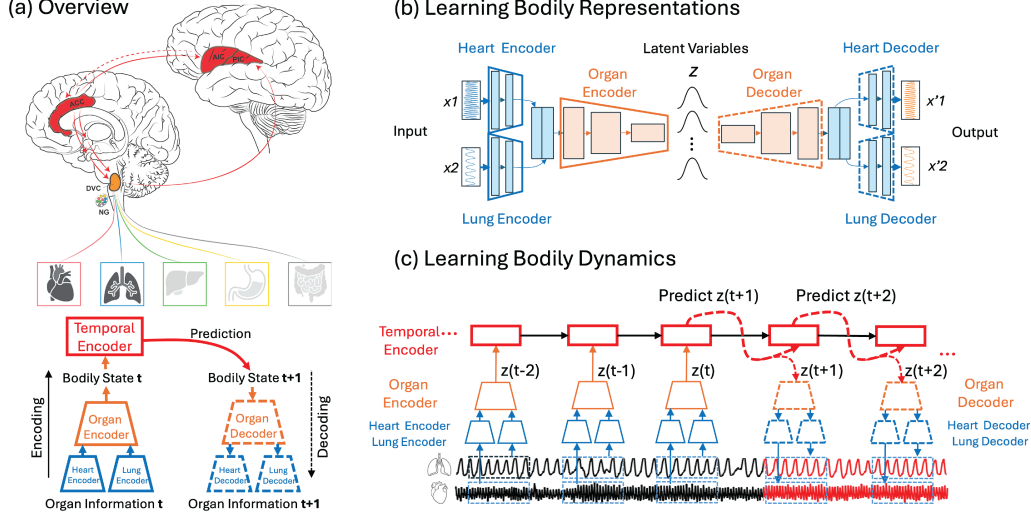 (a) Overview
AIC
PIC
ACC
DVC
NG
Temporal
Encoder
Prediction
Bodily State t
Bodily State t+1
Encoding
Decoding
Organ
Encoder
Organ
Decoder
Heart
Encoder
Lung
Encoder
Heart
Decoder
Lung
Decoder
Organ Information t
Organ Information t+1
(b) Learning Bodily Representations
Heart Encoder
Latent Variables
Heart Decoder
Organ
Encoder
Z
Organ
Decoder
x1
x'1
Input
Output
x2
x'2
Lung Encoder
Lung Decoder
(c) Learning Bodily Dynamics
Predict z(t+1)
Predict z(t+2)
Temporal...
Encoder
...
z(t-2)
z(t-1)
z(t)
z(t+1)
z(t+2)
Organ
Encoder
Organ
Decoder
Heart Encoder
Lung Encoder
Heart Decoder
Lung Decoder